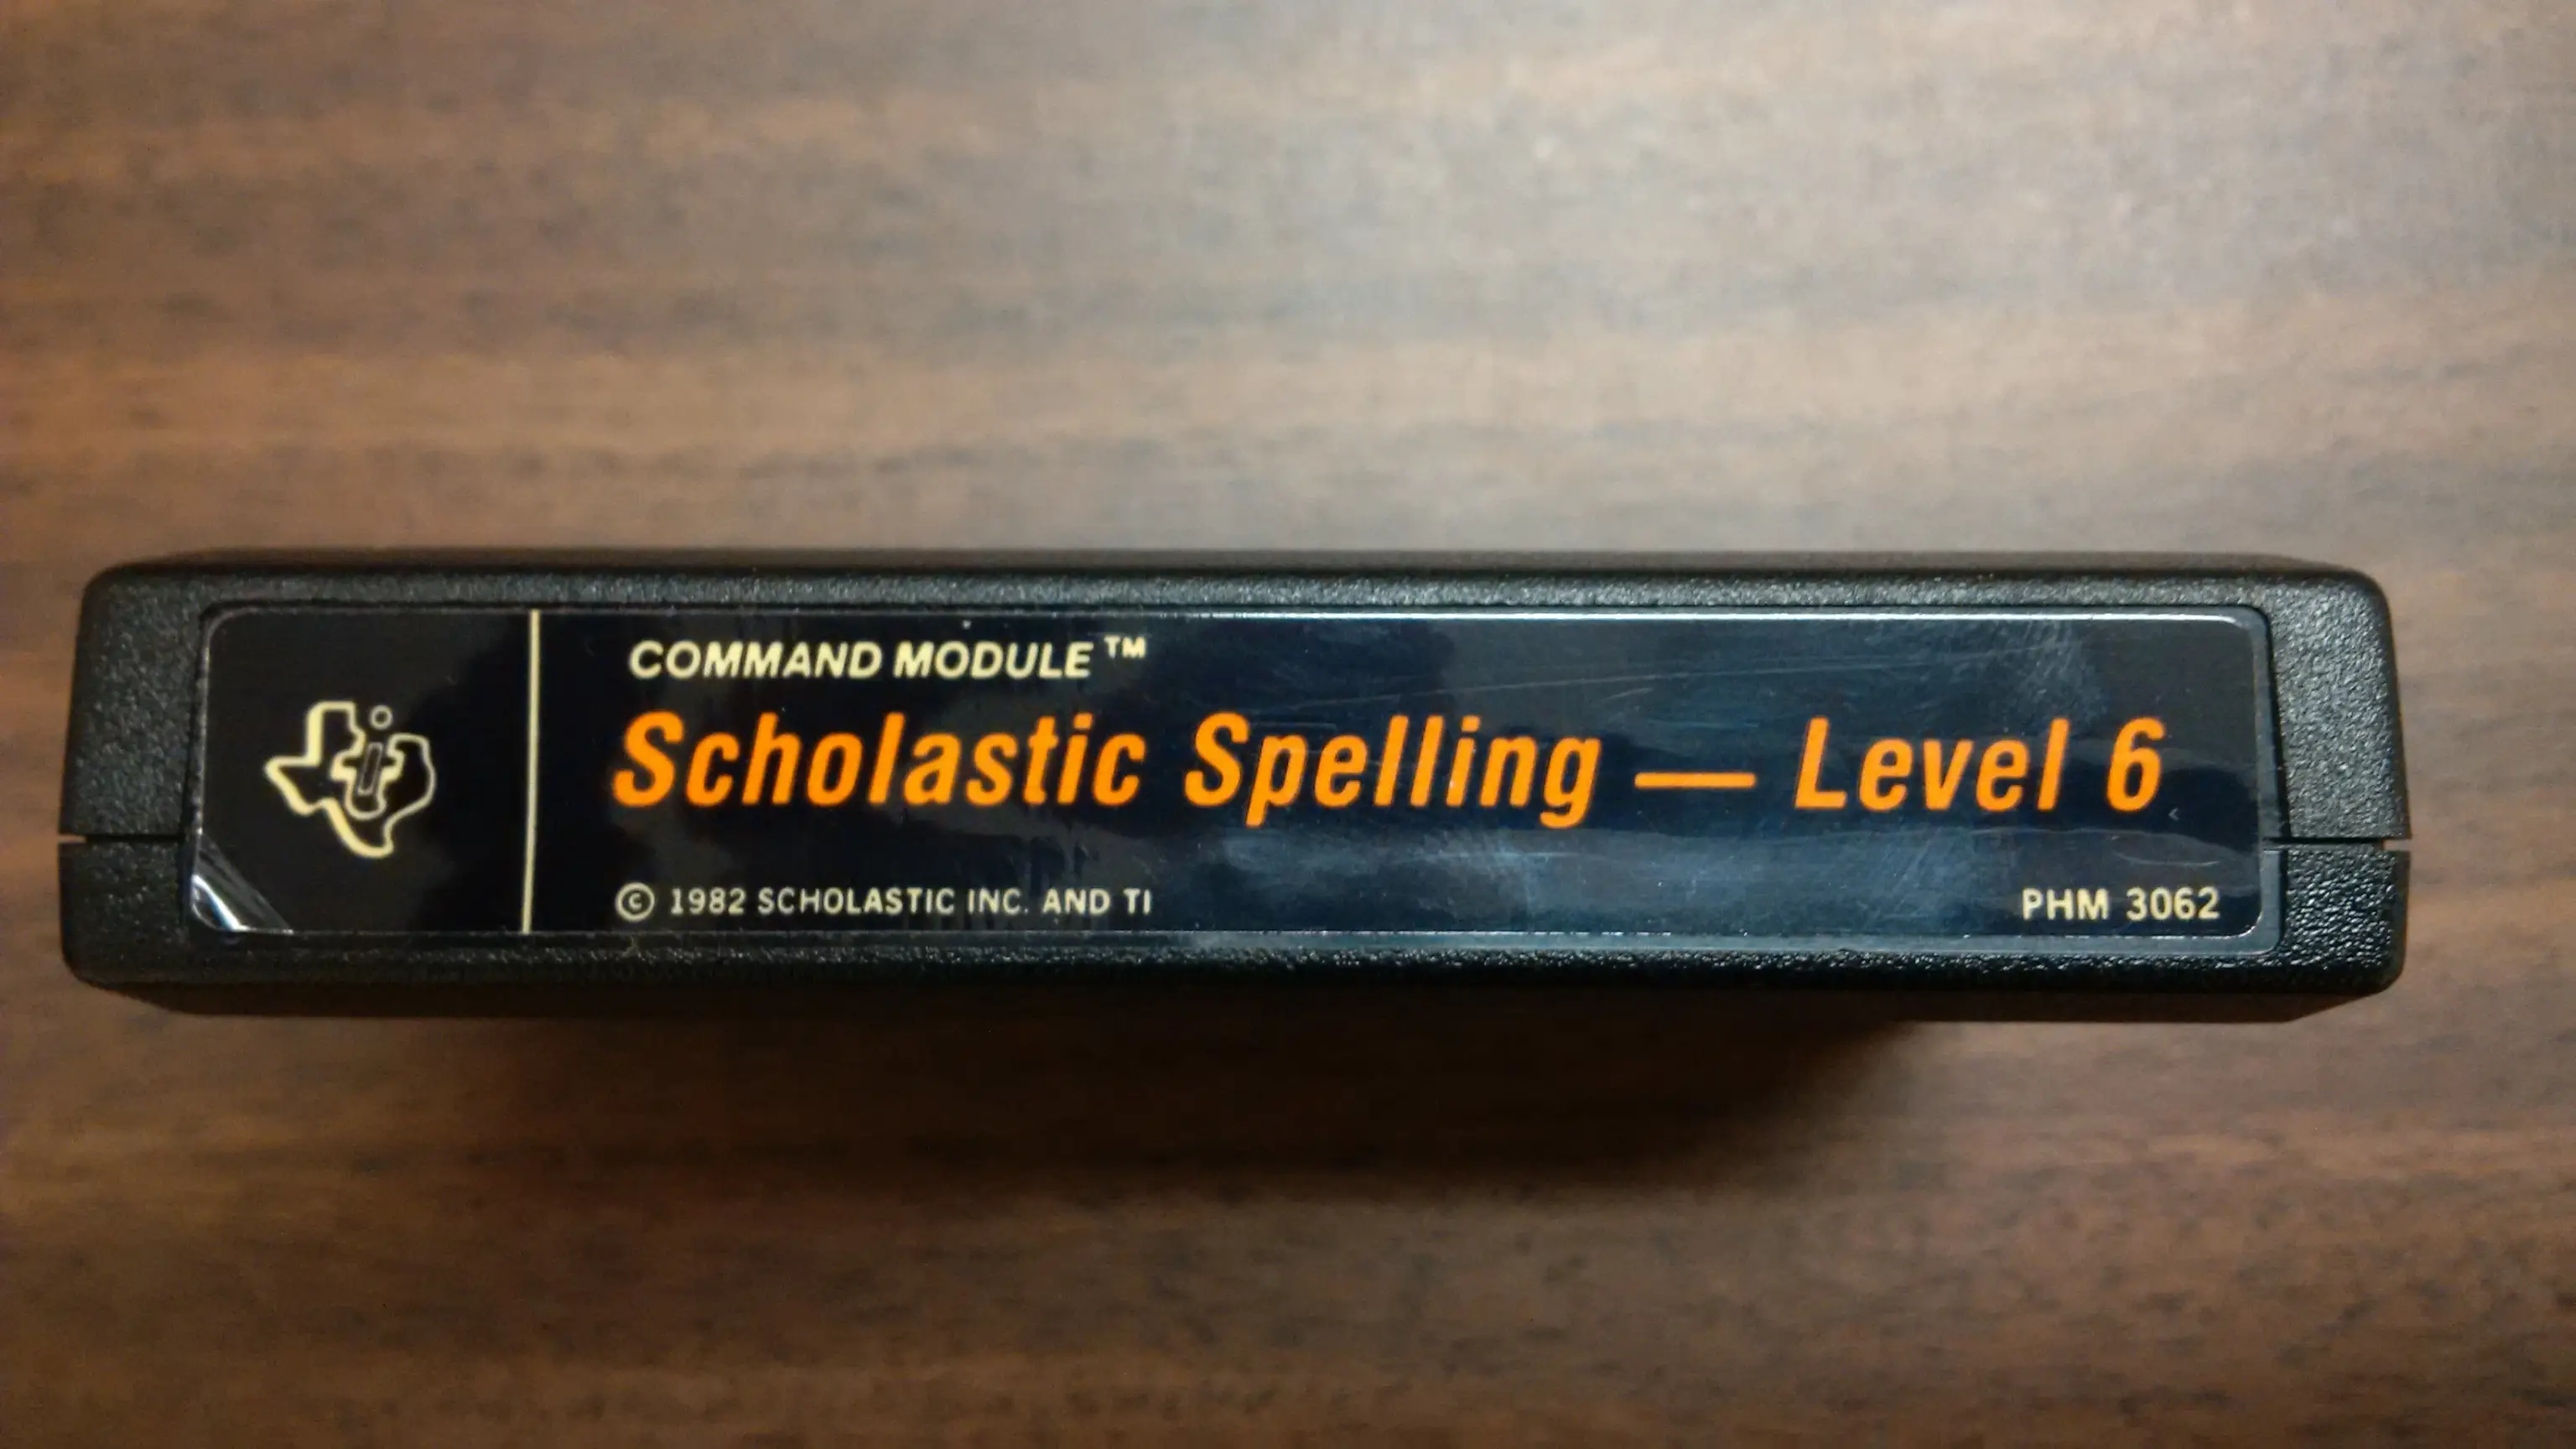 COMMAND MODULE™
Scholastic Spelling — Level 6
© 1982 SCHOLASTIC INC. AND TI
PHM 3062